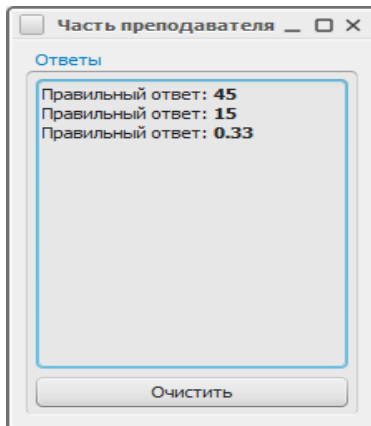 Часть преподавателя
Ответы
Правильный ответ: 45
Правильный ответ: 15
Правильный ответ: 0.33
Очистить